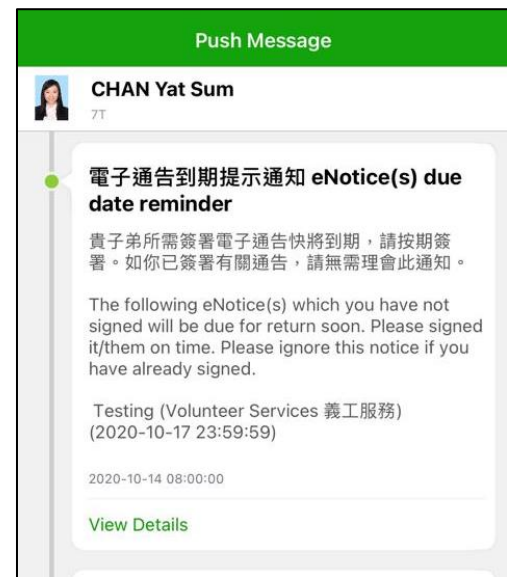 Push Message
CHAN Yat Sum
7T
電子通告到期提示通知 eNotice(s) due
date reminder
貴子弟所需簽署電子通告快將到期，請按期簽
署。如你已簽署有關通告，請無需理會此通知。
The following eNotice(s) which you have not
signed will be due for return soon. Please signed
it/them on time. Please ignore this notice if you
have already signed.
Testing (Volunteer Services 義工服務)
(2020-10-17 23:59:59)
2020-10-14 08:00:00
View Details